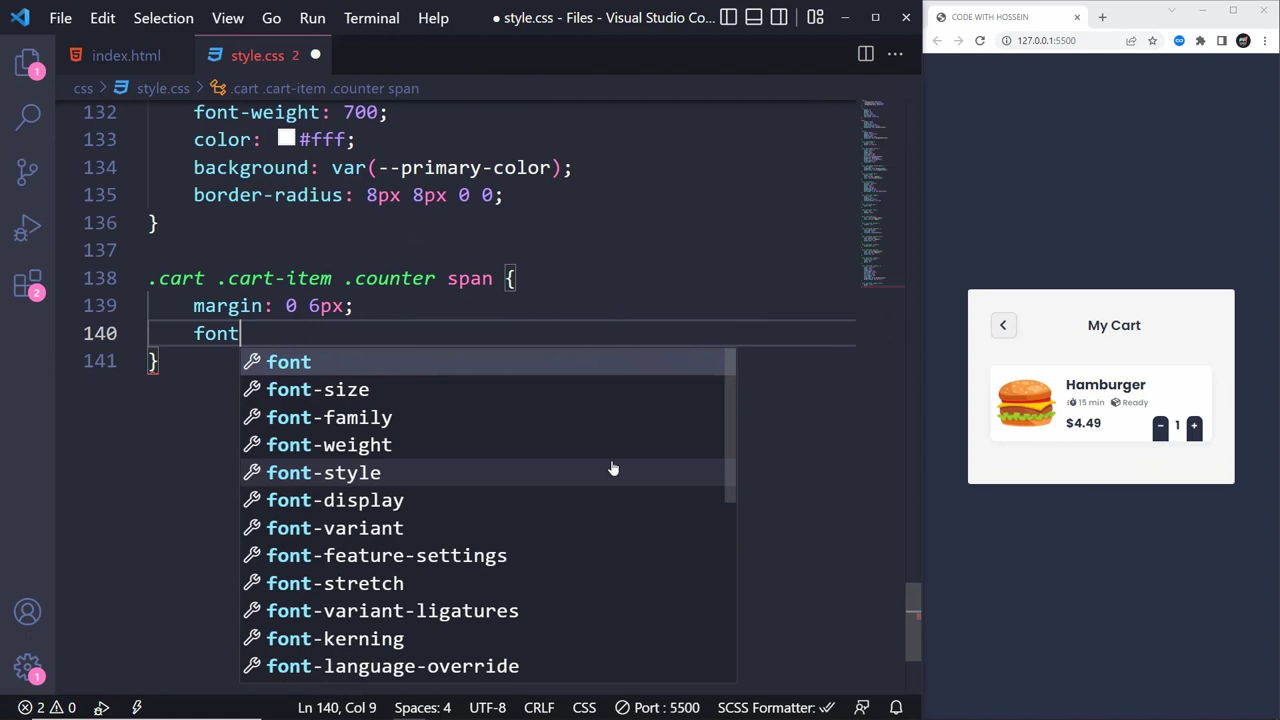 File Edit Selection View Go Run Terminal Help ● style.css - Files - Visual Studio Co...
index.html style.css 2
css > style.css > .cart .cart-item .counter span
132 font-weight: 700;
133 color: #fff;
134 background: var(--primary-color);
135 border-radius: 8px 8px 0 0;
136 }
137
138 .cart .cart-item .counter span {
139 margin: 0 6px;
140 font
141 }
font
font-size
font-family
font-weight
font-style
font-display
font-variant
font-feature-settings
font-stretch
font-variant-ligatures
font-kerning
font-language-override
1
2
1
2 0 Ln 140, Col 9 Spaces: 4 UTF-8 CRLF CSS Port : 5500 SCSS Formatter:
CODE WITH HOSSEIN
127.0.0.1:5500
My Cart
Hamburger
15 min Ready
$4.49 - 1 +